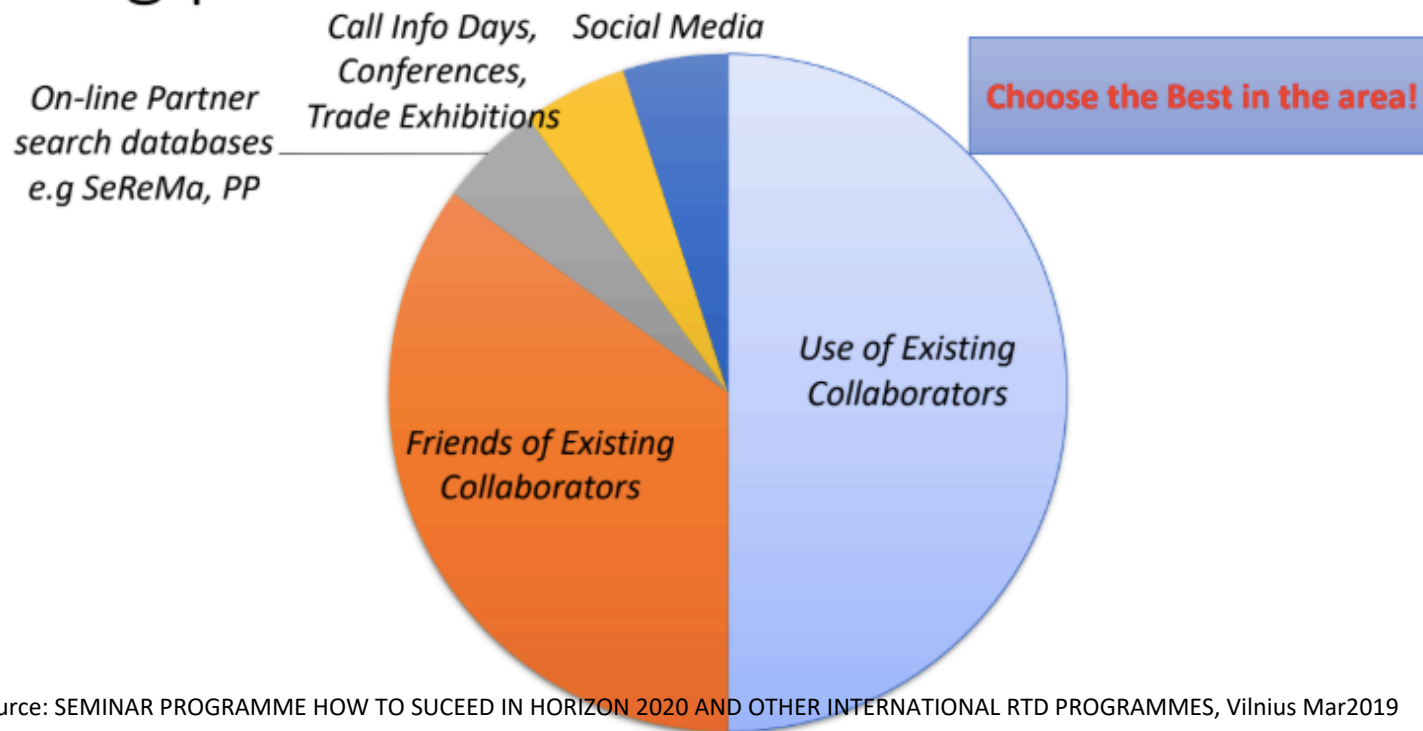 Call Info Days,
Conferences,
Trade Exhibitions
Social Media
On-line Partner
search databases
e.g SeReMa, PP
Choose the Best in the area!
Use of Existing
Collaborators
Friends of Existing
Collaborators
SEMINAR PROGRAMME HOW TO SUCEED IN HORIZON 2020 AND OTHER INTERNATIONAL RTD PROGRAMMES, Vilnius Mar2019